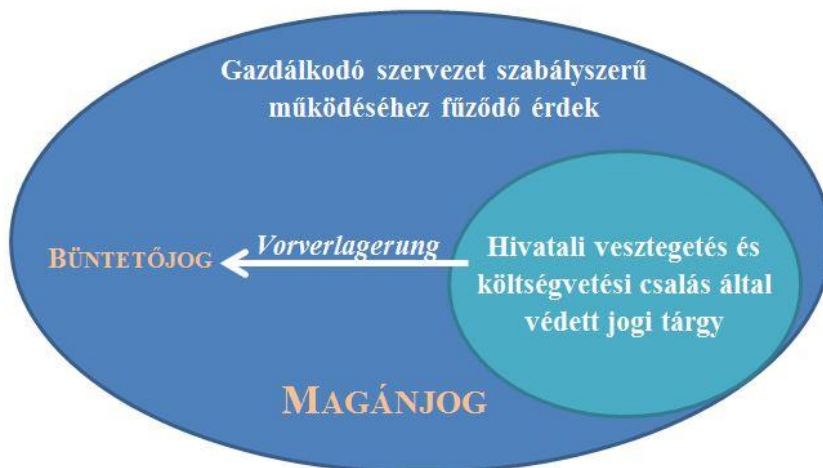 Gazdálkodó szervezet szabályszerű
működéséhez fűződő érdek
BÜNTETŐJOG
Vorverlagerung
Hivatali vesztegetés és
költségvetési csalás által
védett jogi tárgy
MAGÁNJOG